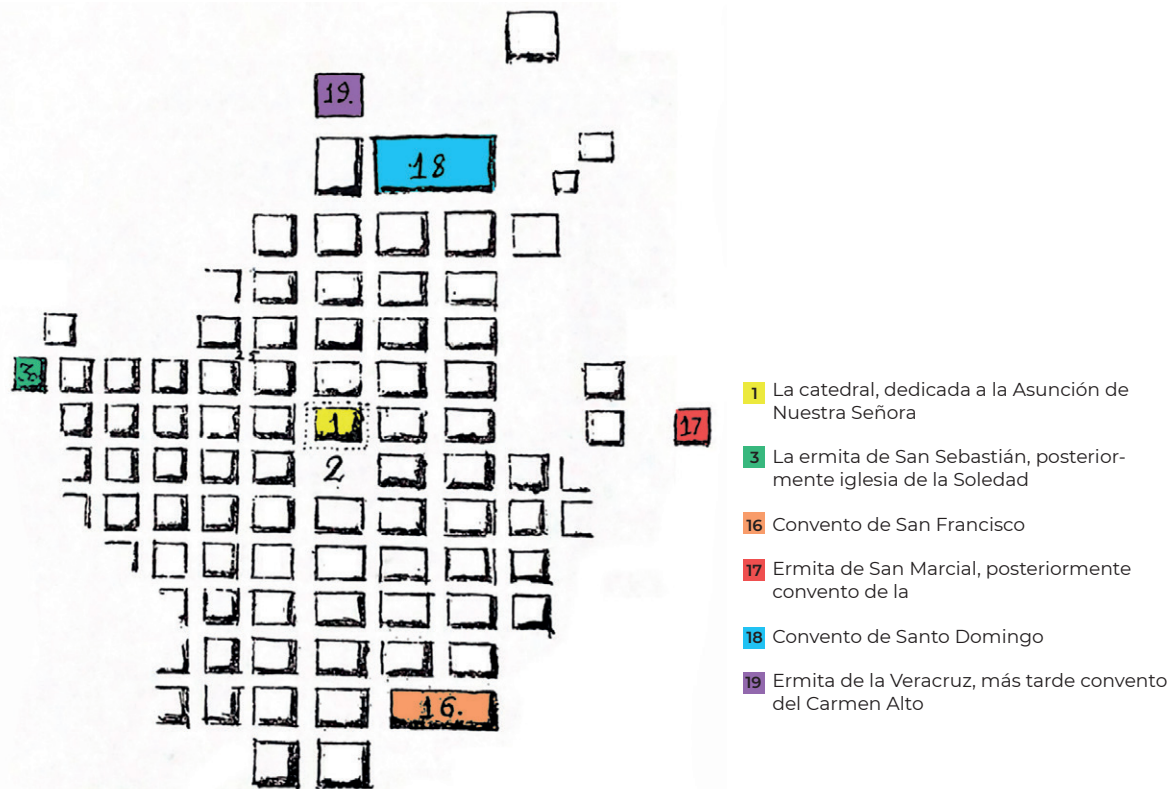 19.
18
25
3.
1
17
2
16.
1 La catedral, dedicada a la Asunción de
Nuestra Señora
3 La ermita de San Sebastián, posterior-
mente iglesia de la Soledad
16 Convento de San Francisco
17 Ermita de San Marcial, posteriormente
convento de la
18 Convento de Santo Domingo
19 Ermita de la Veracruz, más tarde convento
del Carmen Alto